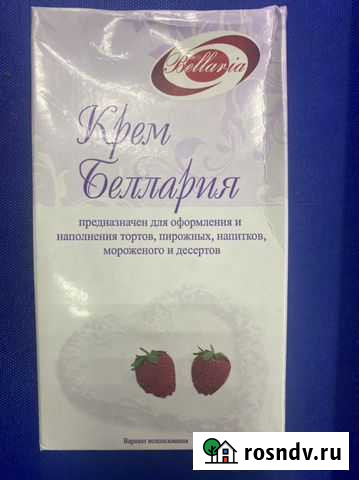 Bellaria
Крем
Беллария
предназначен для оформления и
наполнения тортов, пирожных, напитков,
мороженого и десертов
Вариант использования
rosndv.ru